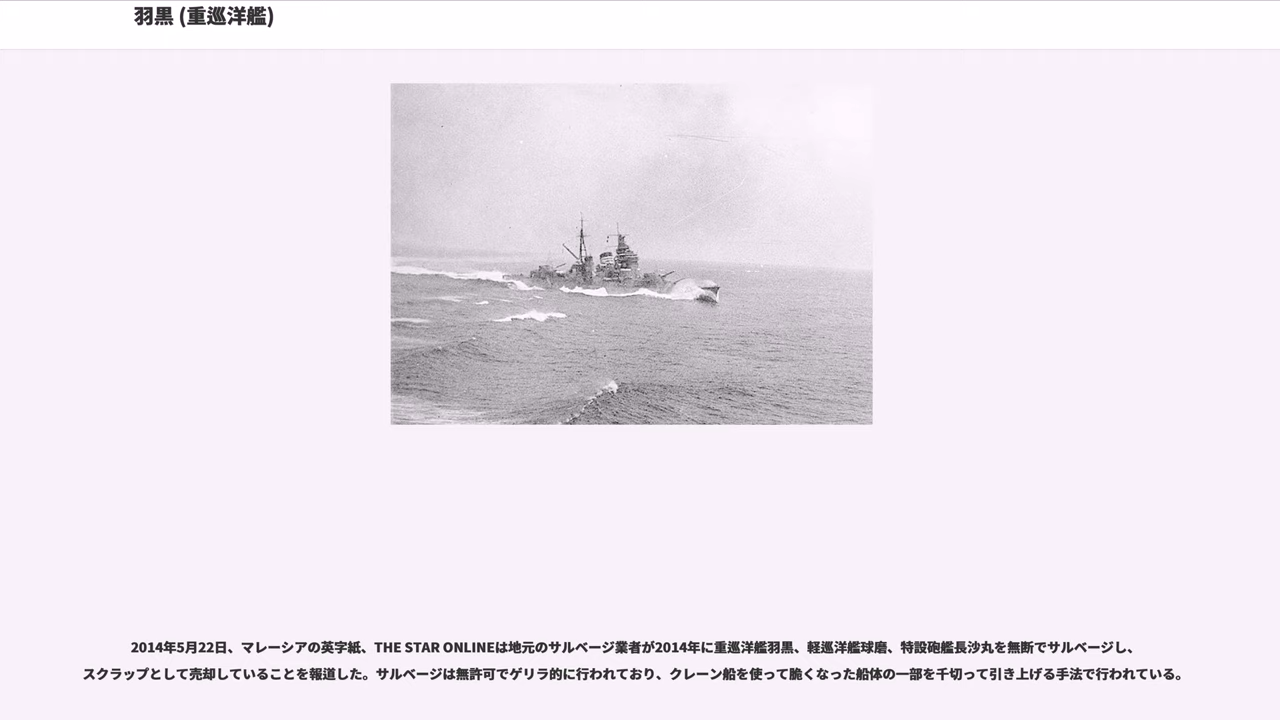 羽黒 (重巡洋艦)
2014年5月22日、マレーシアの英字紙、THE STAR ONLINEは地元のサルベージ業者が2014年に重巡洋艦羽黒、軽巡洋艦球磨、特設砲艦長沙丸を無断でサルベージし、
スクラップとして売却していることを報道した。サルベージは無許可でゲリラ的に行われており、クレーン船を使って脆くなった船体の一部を千切って引き上げる手法で行われている。